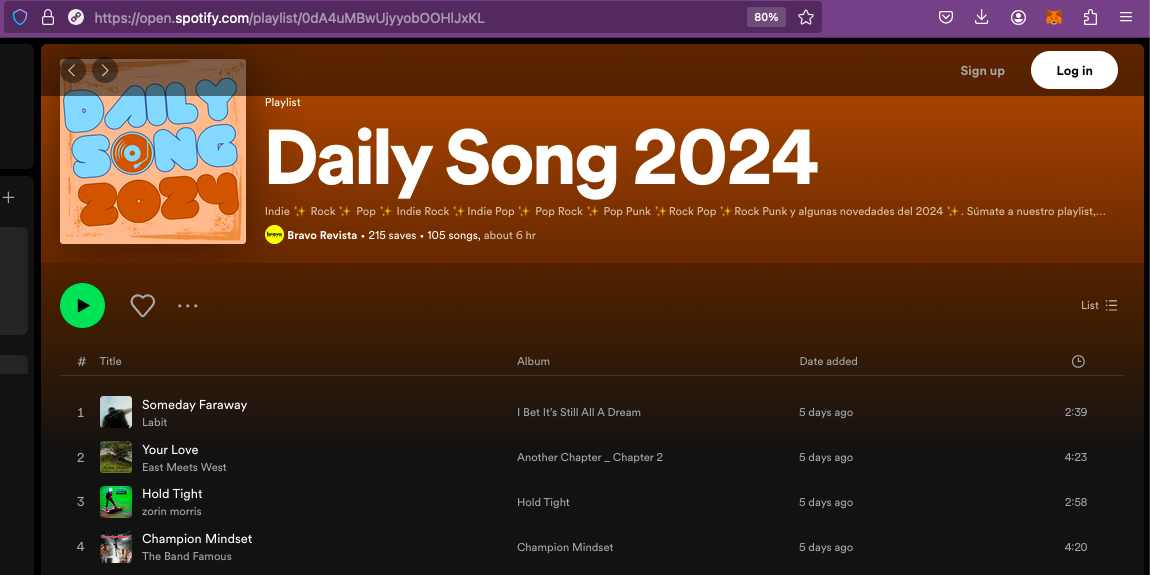 https://open.spotify.com/playlist/0dA4uMBwUjyyobOOHlJxKL
80%
Sign up
Log in
DAILY
SONG
2024
Playlist
Daily Song 2024
Indie ✨ Rock ✨ Pop ✨ Indie Rock ✨ Indie Pop ✨ Pop Rock ✨ Pop Punk ✨ Rock Pop ✨ Rock Punk y algunas novedades del 2024 ✨. Súmate a nuestro playlist,...
Bravo Revista • 215 saves • 105 songs, about 6 hr
List
# Title Album Date added
1 Someday Faraway I Bet It's Still All A Dream 5 days ago 2:39
Labit
2 Your Love Another Chapter _ Chapter 2 5 days ago 4:23
East Meets West
3 Hold Tight Hold Tight 5 days ago 2:58
zorin morris
4 Champion Mindset Champion Mindset 5 days ago 4:20
The Band Famous